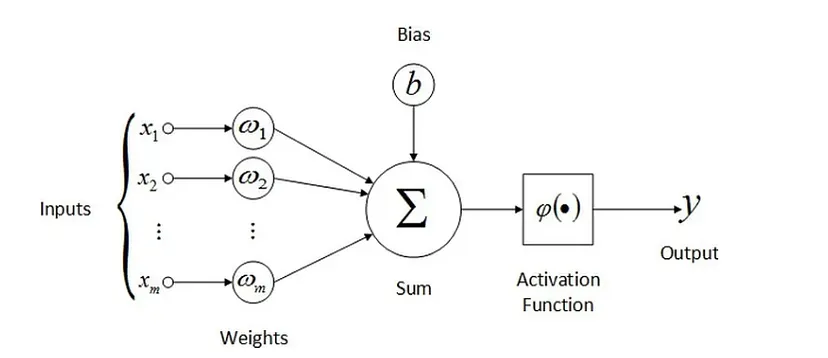 Bias
b
x₁
ω₁
x₂
ω₂
Inputs
Σ
φ(•)
y
⋮
⋮
Output
xₘ
ωₘ
Sum
Activation
Function
Weights